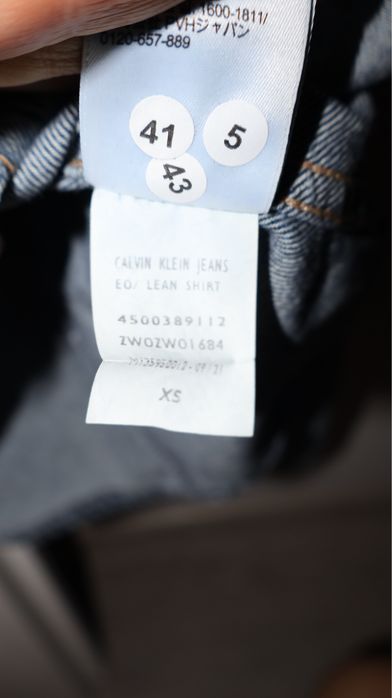 1600-1811/
PVHジャパン
0120-657-889
41
5
43
CALVIN KLEIN JEANS
EO/ LEAN SHIRT
4500389112
ZWOZWO1684
XS